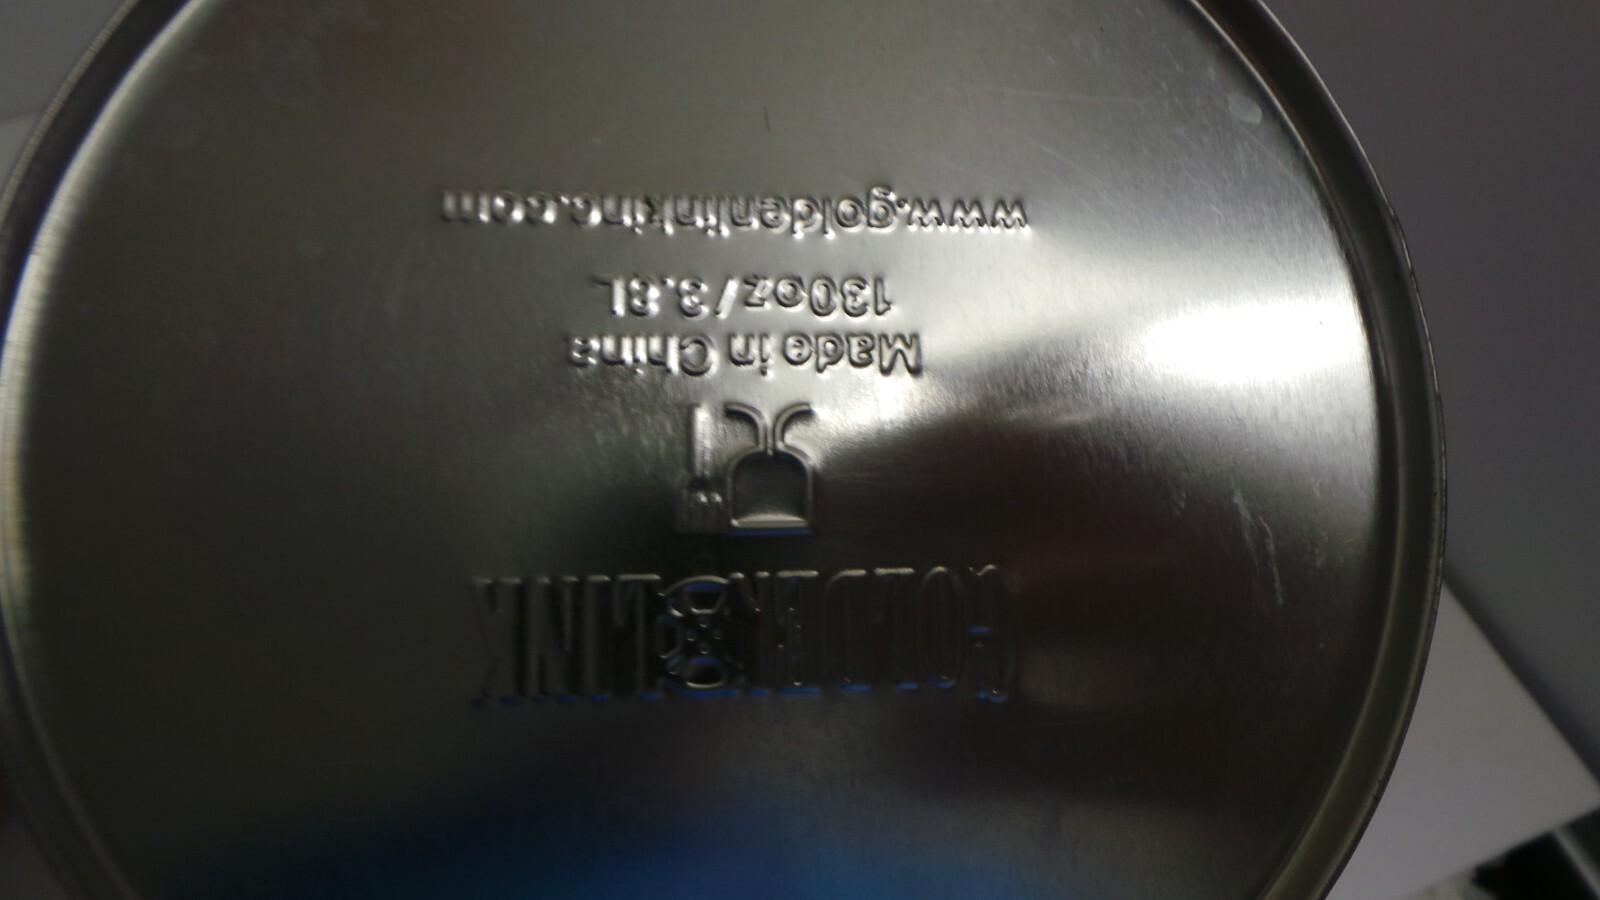 GOLDEN LINK
Made in China
130oz/3.8L
www.goldenlinkinc.com